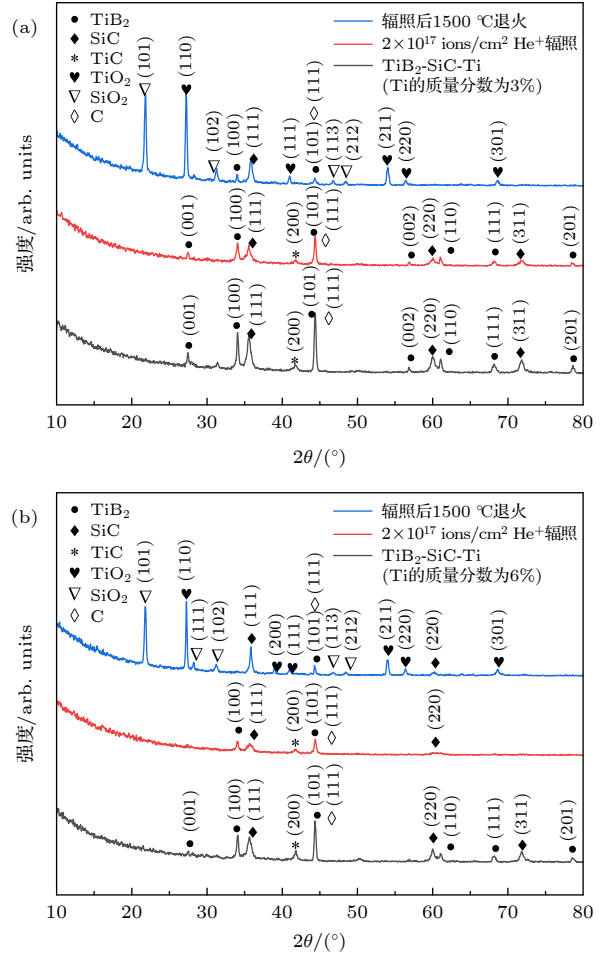 (a)
TiB₂
SiC
TiC
TiO₂
SiO₂
C
辐照后1500 ℃退火
2×10¹⁷ ions/cm² He⁺辐照
TiB₂-SiC-Ti
(Ti的质量分数为3%)
(101)
(110)
(102)
(100)
(111)
(111)
(101)
(111)
(113)
(212)
(211)
(220)
(301)
(001)
(100)
(111)
(200)
(101)
(111)
(002)
(220)
(110)
(111)
(311)
(201)
(001)
(100)
(111)
(200)
(101)
(111)
(002)
(220)
(110)
(111)
(311)
(201)
强度/arb. units
10 20 30 40 50 60 70 80
2θ/(°)
(b)
TiB₂
SiC
TiC
TiO₂
SiO₂
C
辐照后1500 ℃退火
2×10¹⁷ ions/cm² He⁺辐照
TiB₂-SiC-Ti
(Ti的质量分数为6%)
(101)
(110)
(111)
(102)
(111)
(200)
(111)
(101)
(111)
(113)
(212)
(211)
(220)
(220)
(301)
(100)
(111)
(200)
(101)
(111)
(220)
(001)
(100)
(111)
(200)
(101)
(111)
(220)
(110)
(111)
(311)
(201)
强度/arb. units
10 20 30 40 50 60 70 80
2θ/(°)